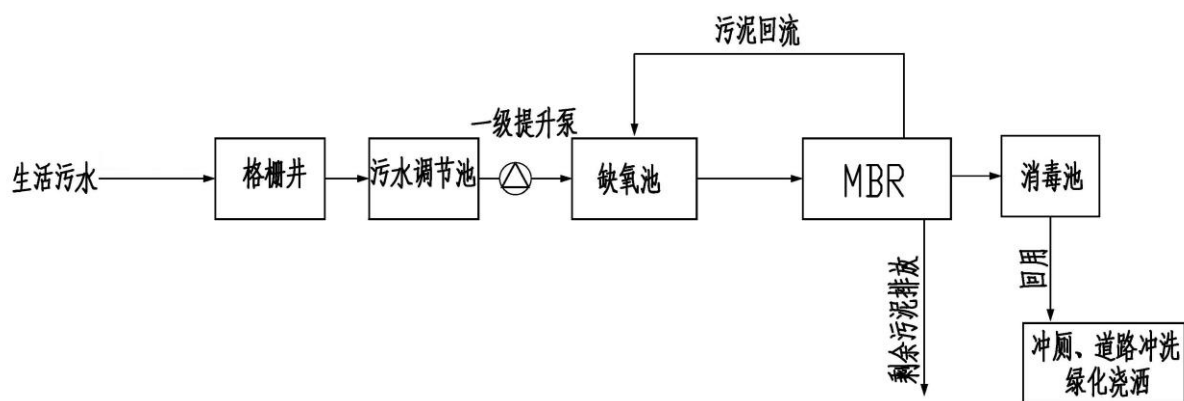 污泥回流
一级提升泵
生活污水
格栅井
污水调节池
缺氧池
MBR
消毒池
剩余污泥排放
回用
冲厕、道路冲洗
绿化浇洒